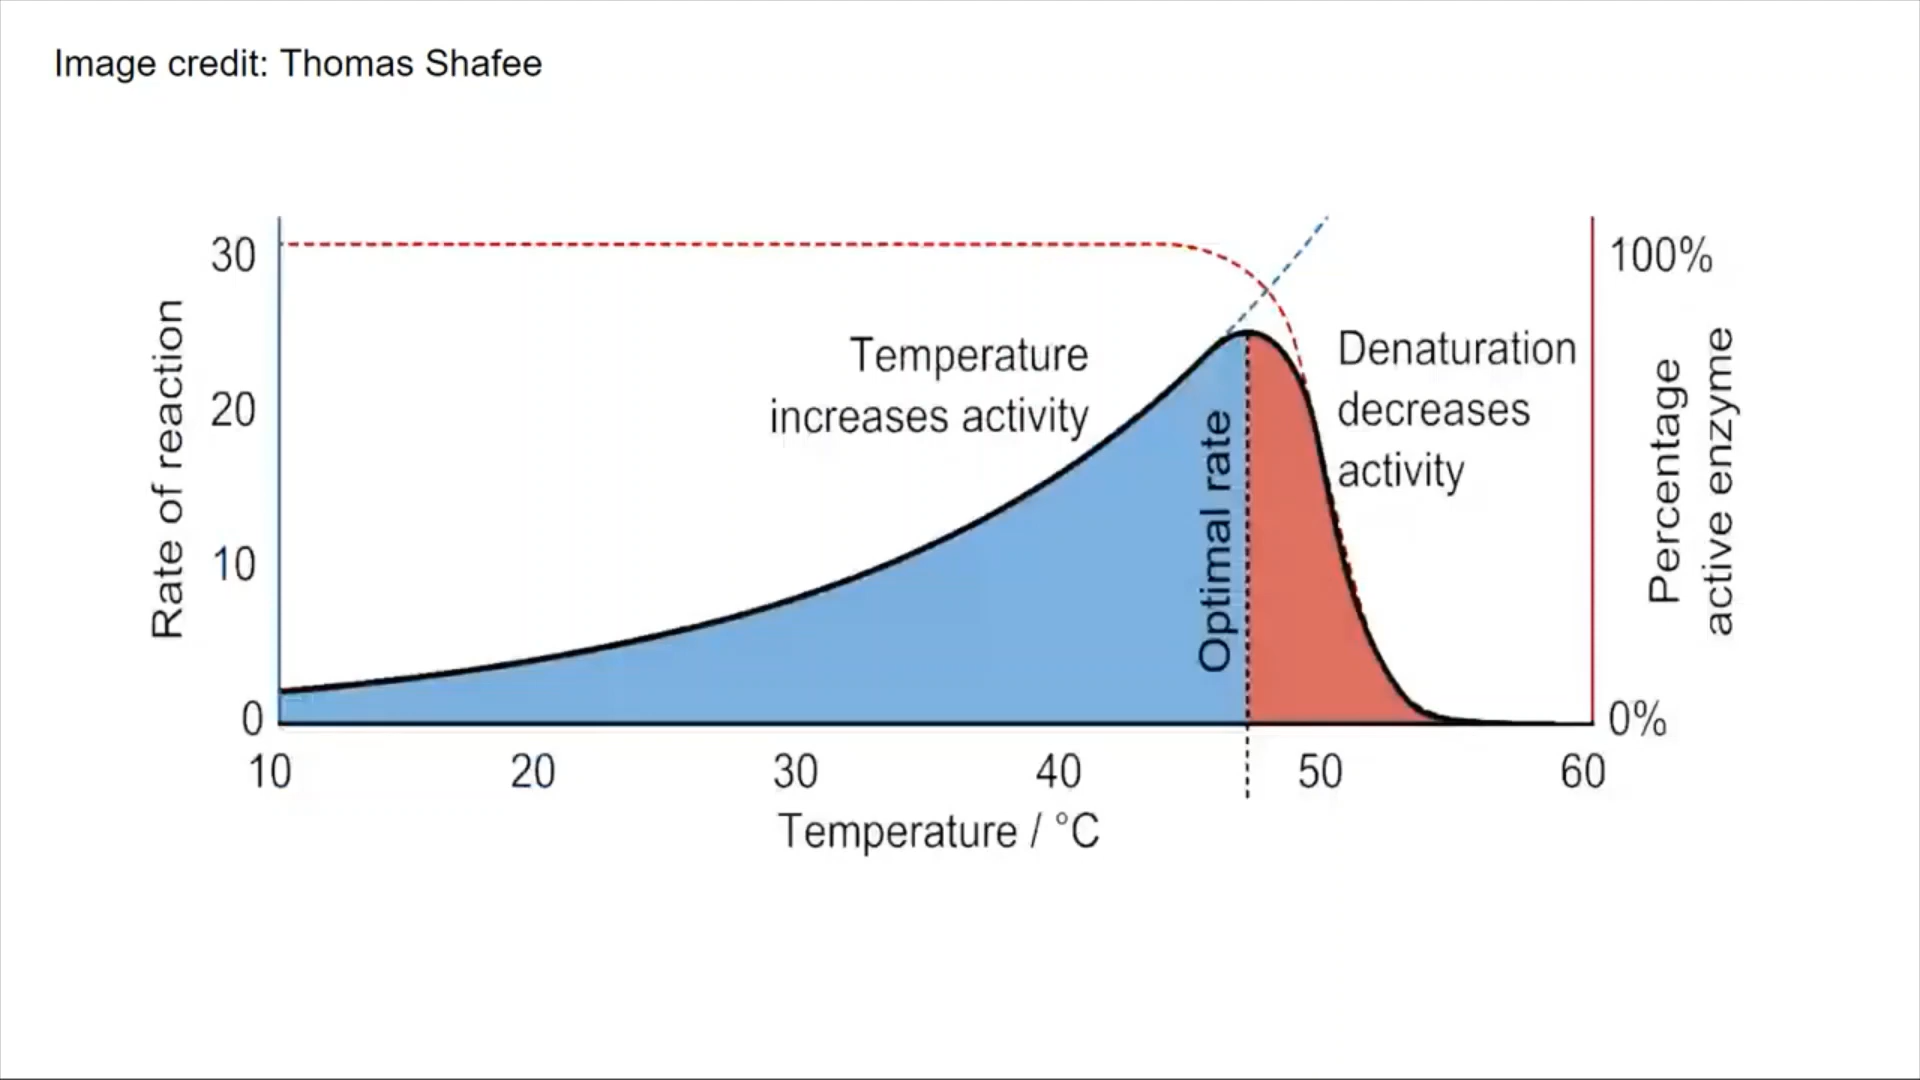 Image credit: Thomas Shafee
30
20
10
0
Rate of reaction
Temperature
increases activity
Optimal rate
Denaturation
decreases
activity
100%
0%
Percentage
active enzyme
10 20 30 40 50 60
Temperature / °C